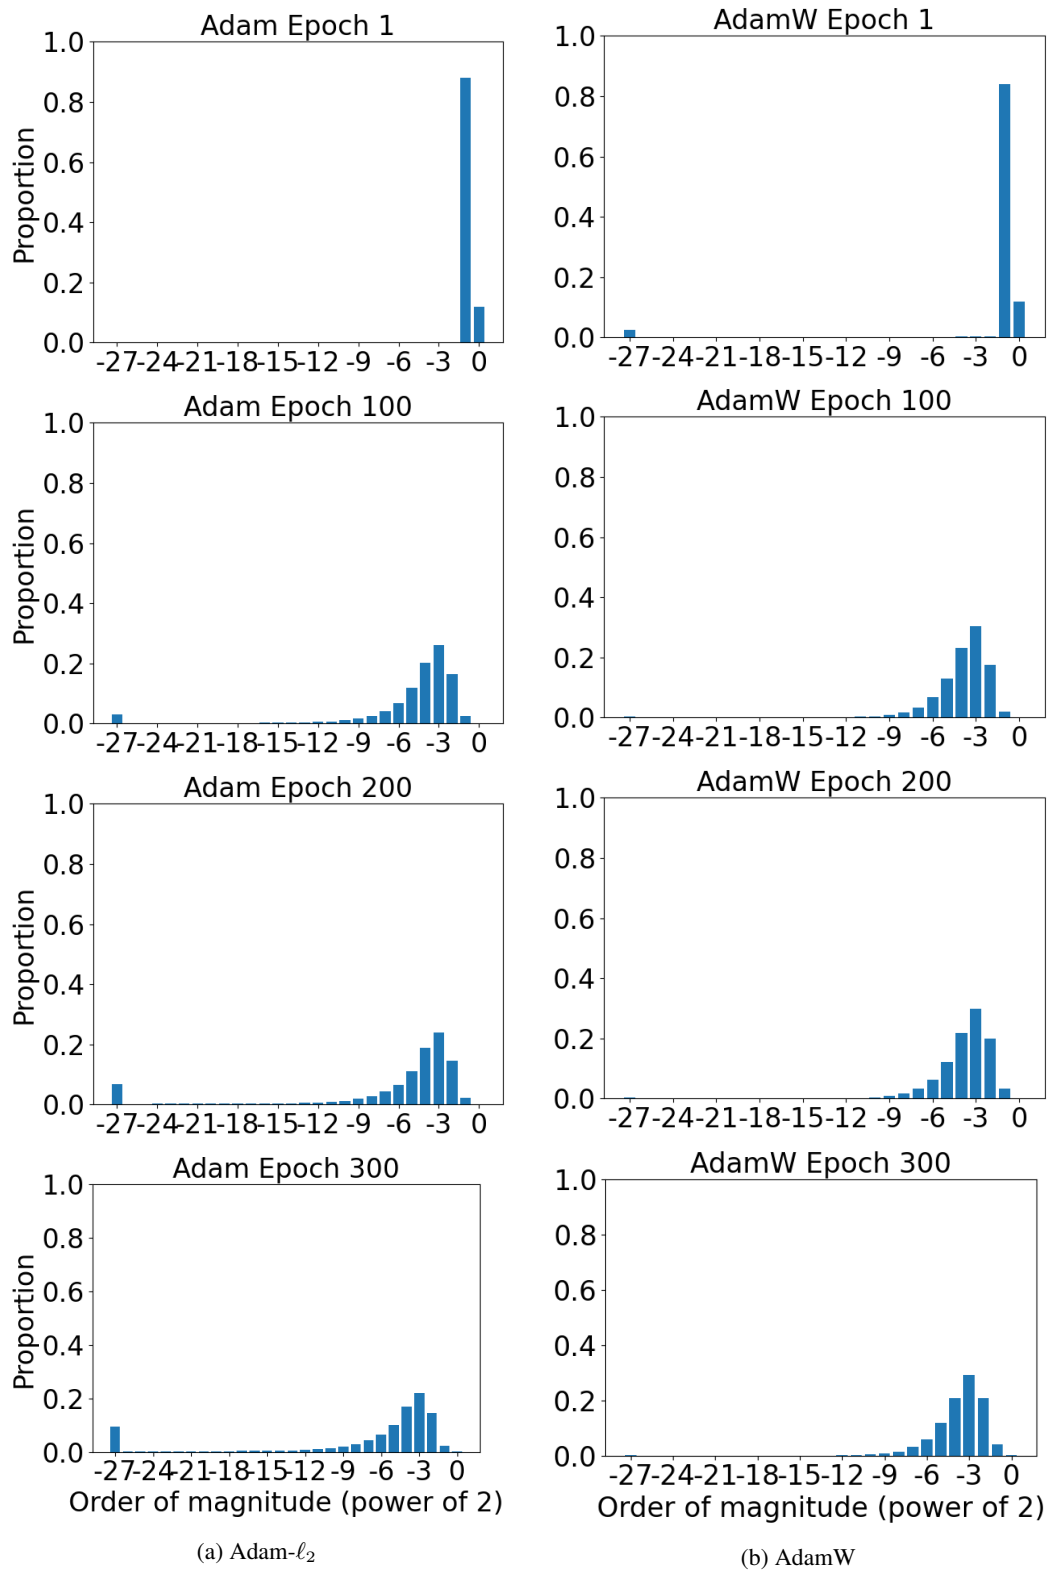 Adam Epoch 1
Proportion
1.0
0.8
0.6
0.4
0.2
0.0
-27 -24 -21 -18 -15 -12 -9 -6 -3 0
AdamW Epoch 1
1.0
0.8
0.6
0.4
0.2
0.0
-27 -24 -21 -18 -15 -12 -9 -6 -3 0
Adam Epoch 100
Proportion
1.0
0.8
0.6
0.4
0.2
0.0
-27 -24 -21 -18 -15 -12 -9 -6 -3 0
AdamW Epoch 100
1.0
0.8
0.6
0.4
0.2
0.0
-27 -24 -21 -18 -15 -12 -9 -6 -3 0
Adam Epoch 200
Proportion
1.0
0.8
0.6
0.4
0.2
0.0
-27 -24 -21 -18 -15 -12 -9 -6 -3 0
AdamW Epoch 200
1.0
0.8
0.6
0.4
0.2
0.0
-27 -24 -21 -18 -15 -12 -9 -6 -3 0
Adam Epoch 300
Proportion
1.0
0.8
0.6
0.4
0.2
0.0
-27 -24 -21 -18 -15 -12 -9 -6 -3 0
Order of magnitude (power of 2)
(a) Adam-ℓ₂
AdamW Epoch 300
1.0
0.8
0.6
0.4
0.2
0.0
-27 -24 -21 -18 -15 -12 -9 -6 -3 0
Order of magnitude (power of 2)
(b) AdamW